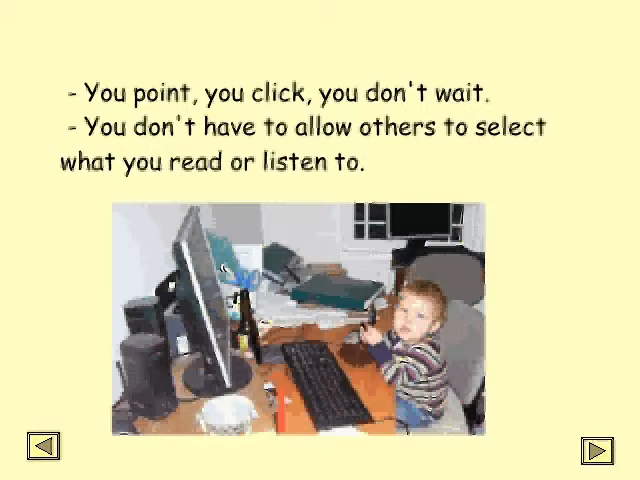 - You point, you click, you don't wait.
- You don't have to allow others to select
what you read or listen to.